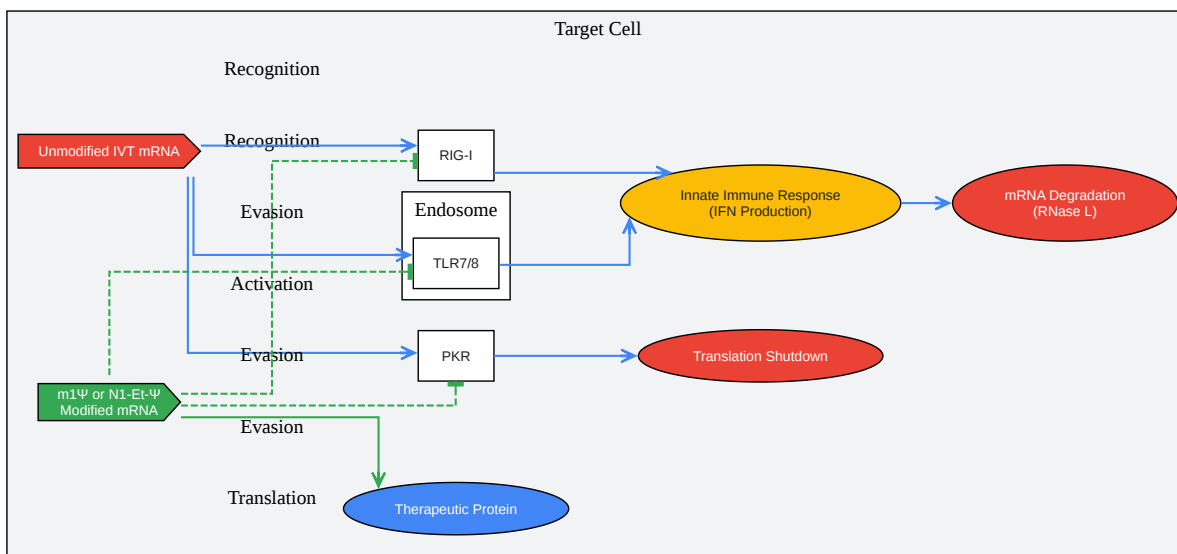 Target Cell
Recognition
Recognition
Unmodified IVT mRNA
RIG-I
Innate Immune Response
(IFN Production)
mRNA Degradation
(RNase L)
Evasion
Endosome
TLR7/8
Activation
Evasion
PKR
Translation Shutdown
m1Ψ or N1-Et-Ψ
Modified mRNA
Evasion
Translation
Therapeutic Protein